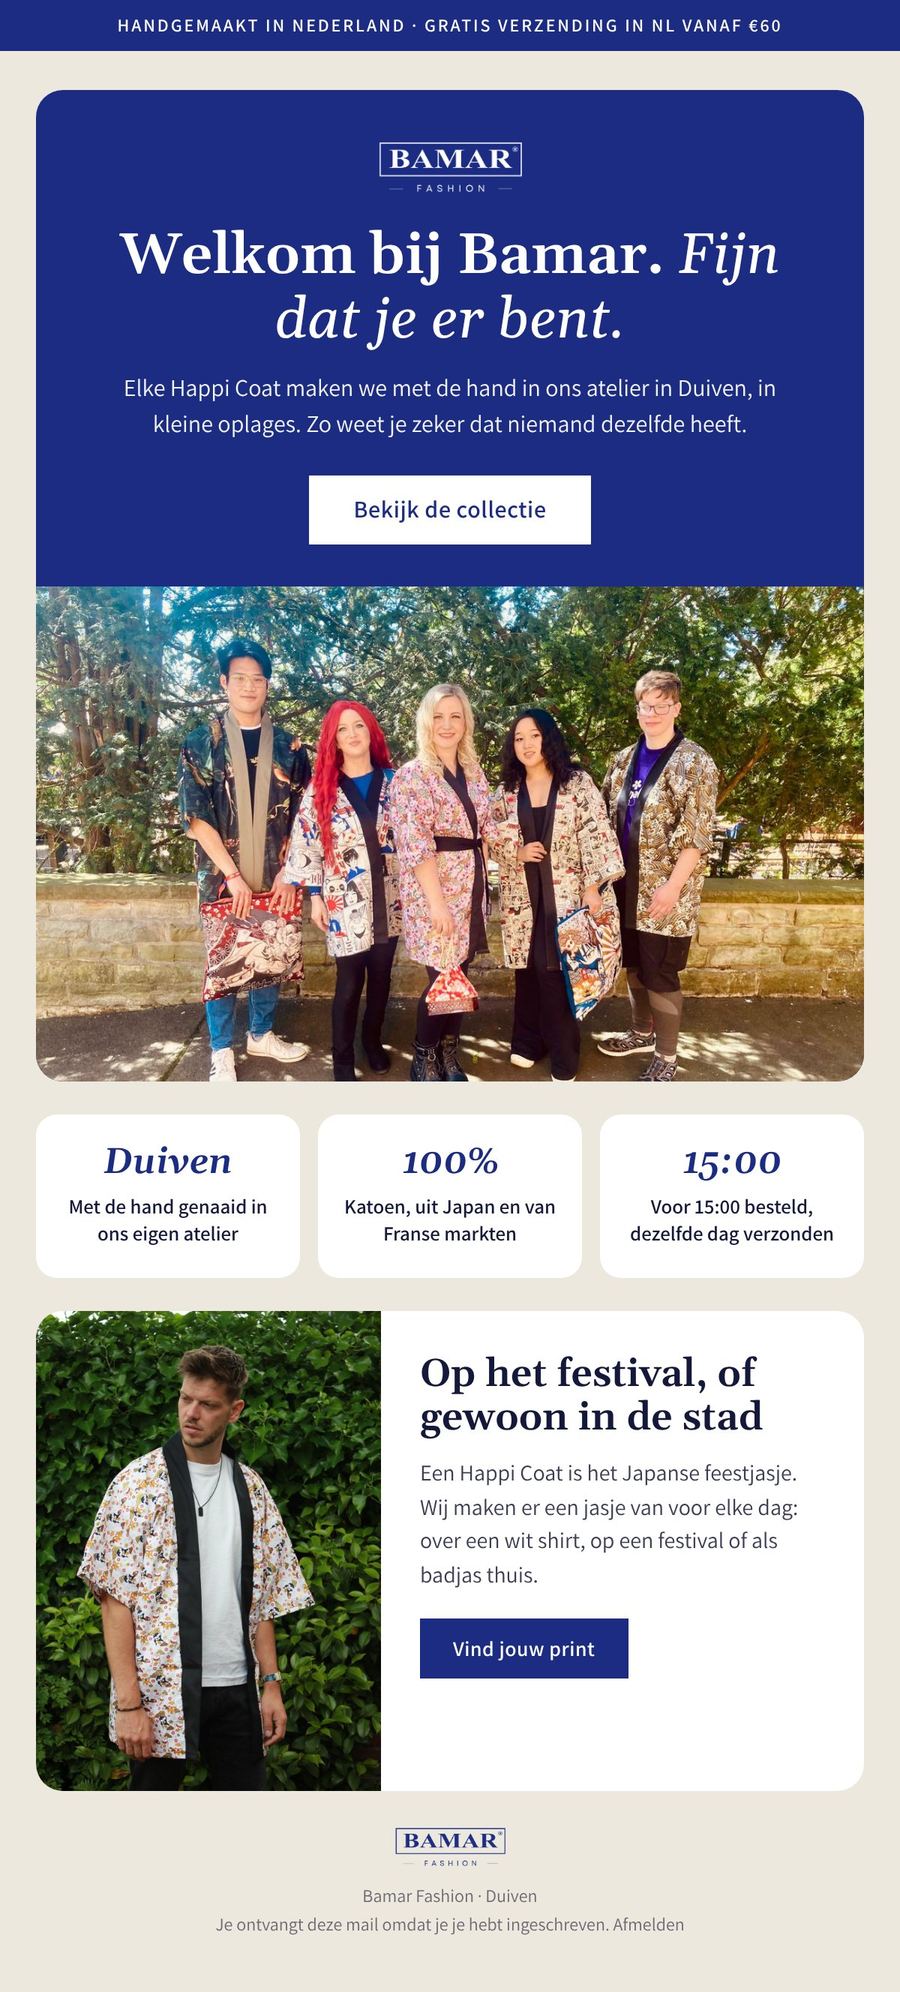 HANDGEMAAKT IN NEDERLAND · GRATIS VERZENDING IN NL VANAF €60
BAMAR®
FASHION
Welkom bij Bamar. Fijn
dat je er bent.
Elke Happi Coat maken we met de hand in ons atelier in Duiven, in
kleine oplages. Zo weet je zeker dat niemand dezelfde heeft.
Bekijk de collectie
Duiven
Met de hand genaaid in
ons eigen atelier
100%
Katoen, uit Japan en van
Franse markten
15:00
Voor 15:00 besteld,
dezelfde dag verzonden
Op het festival, of
gewoon in de stad
Een Happi Coat is het Japanse feestjasje.
Wij maken er een jasje van voor elke dag:
over een wit shirt, op een festival of als
badjas thuis.
Vind jouw print
BAMAR®
FASHION
Bamar Fashion · Duiven
Je ontvangt deze mail omdat je je hebt ingeschreven. Afmelden